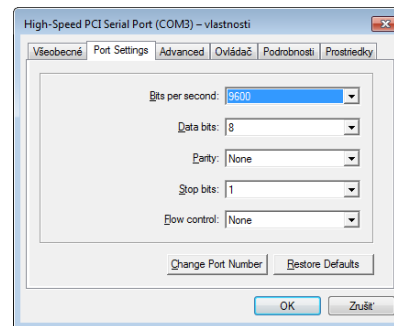 High-Speed PCI Serial Port (COM3) – vlastnosti
Všeobecné Port Settings Advanced Ovládač Podrobnosti Prostriedky
Bits per second: 9600
Data bits: 8
Parity: None
Stop bits: 1
Flow control: None
Change Port Number Restore Defaults
OK Zrušiť